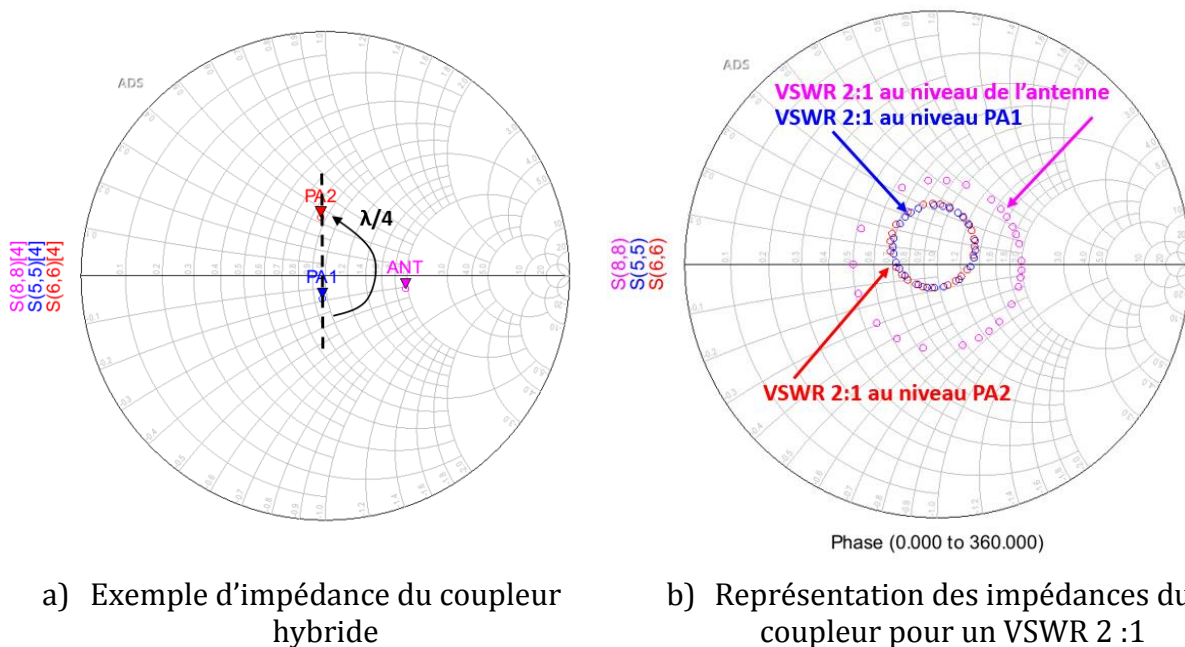 ADS
PA2
λ/4
PA1
ANT
S(8,8)[4]
S(5,5)[4]
S(6,6)[4]
ADS
VSWR 2:1 au niveau de l'antenne
VSWR 2:1 au niveau PA1
VSWR 2:1 au niveau PA2
S(8,8)
S(5,5)
S(6,6)
Phase (0.000 to 360.000)
a) Exemple d'impédance du coupleur
hybride
b) Représentation des impédances du
coupleur pour un VSWR 2 :1